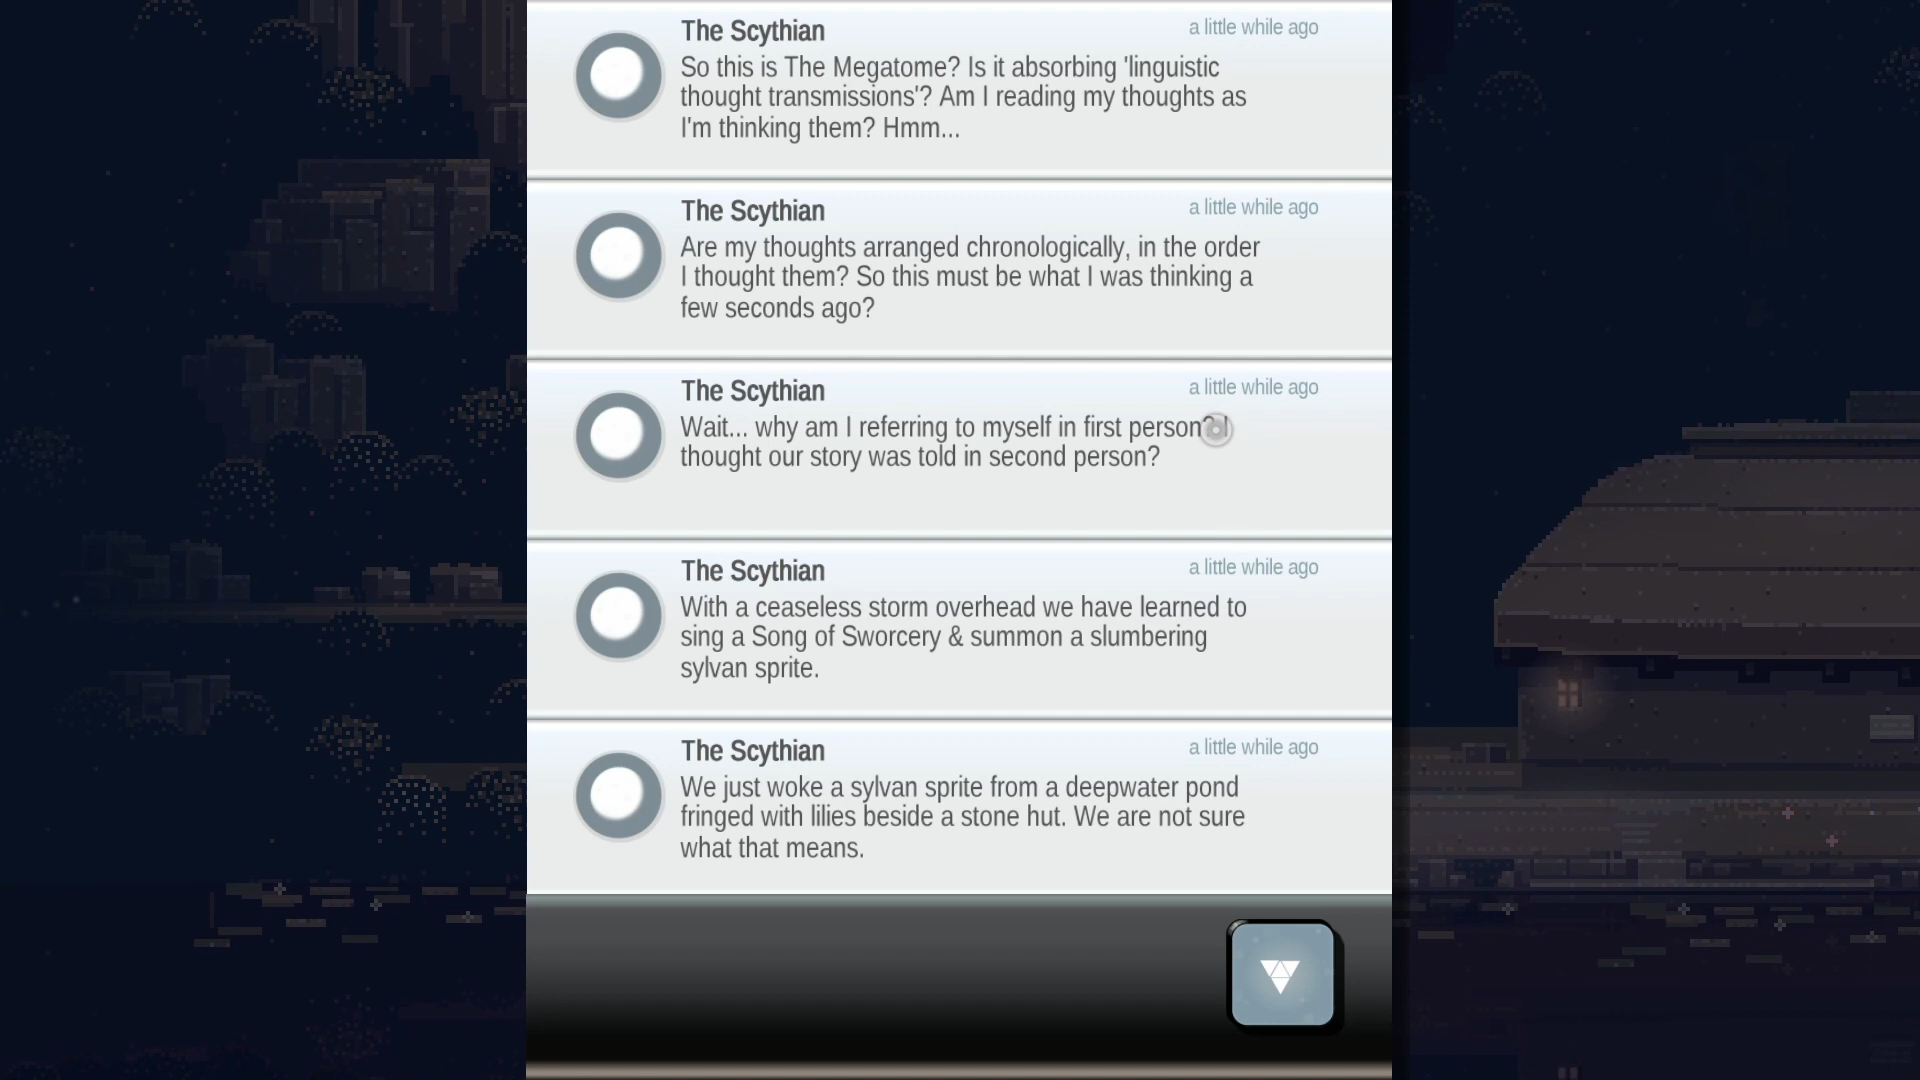 The Scythian
a little while ago
So this is The Megatome? Is it absorbing 'linguistic
thought transmissions'? Am I reading my thoughts as
I'm thinking them? Hmm...
The Scythian
a little while ago
Are my thoughts arranged chronologically, in the order
I thought them? So this must be what I was thinking a
few seconds ago?
The Scythian
a little while ago
Wait... why am I referring to myself in first person? I
thought our story was told in second person?
The Scythian
a little while ago
With a ceaseless storm overhead we have learned to
sing a Song of Sworcery & summon a slumbering
sylvan sprite.
The Scythian
a little while ago
We just woke a sylvan sprite from a deepwater pond
fringed with lilies beside a stone hut. We are not sure
what that means.